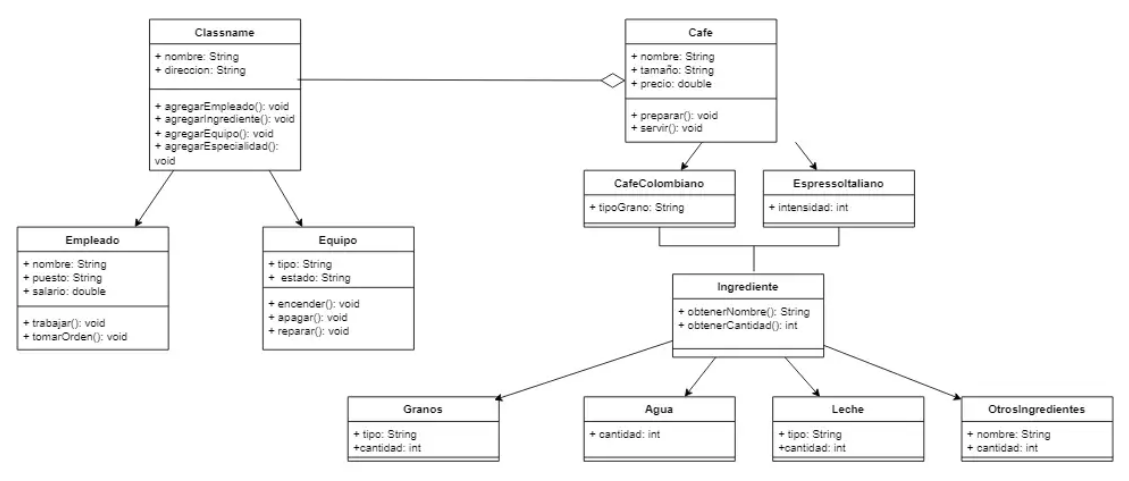 Classname
+ nombre: String
+ direccion: String
+ agregarEmpleado(): void
+ agregarIngrediente(): void
+ agregarEquipo(): void
+ agregarEspecialidad():
void
Cafe
+ nombre: String
+ tamaño: String
+ precio: double
+ preparar(): void
+ servir(): void
CafeColombiano
+ tipoGrano: String
EspressoItaliano
+ intensidad: int
Empleado
+ nombre: String
+ puesto: String
+ salario: double
+ trabajar(): void
+ tomarOrden(): void
Equipo
+ tipo: String
+ estado: String
+ encender(): void
+ apagar(): void
+ reparar(): void
Ingrediente
+ obtenerNombre(): String
+ obtenerCantidad(): int
Granos
+ tipo: String
+cantidad: int
Agua
+ cantidad: int
Leche
+ tipo: String
+cantidad: int
OtrosIngredientes
+ nombre: String
+ cantidad: int